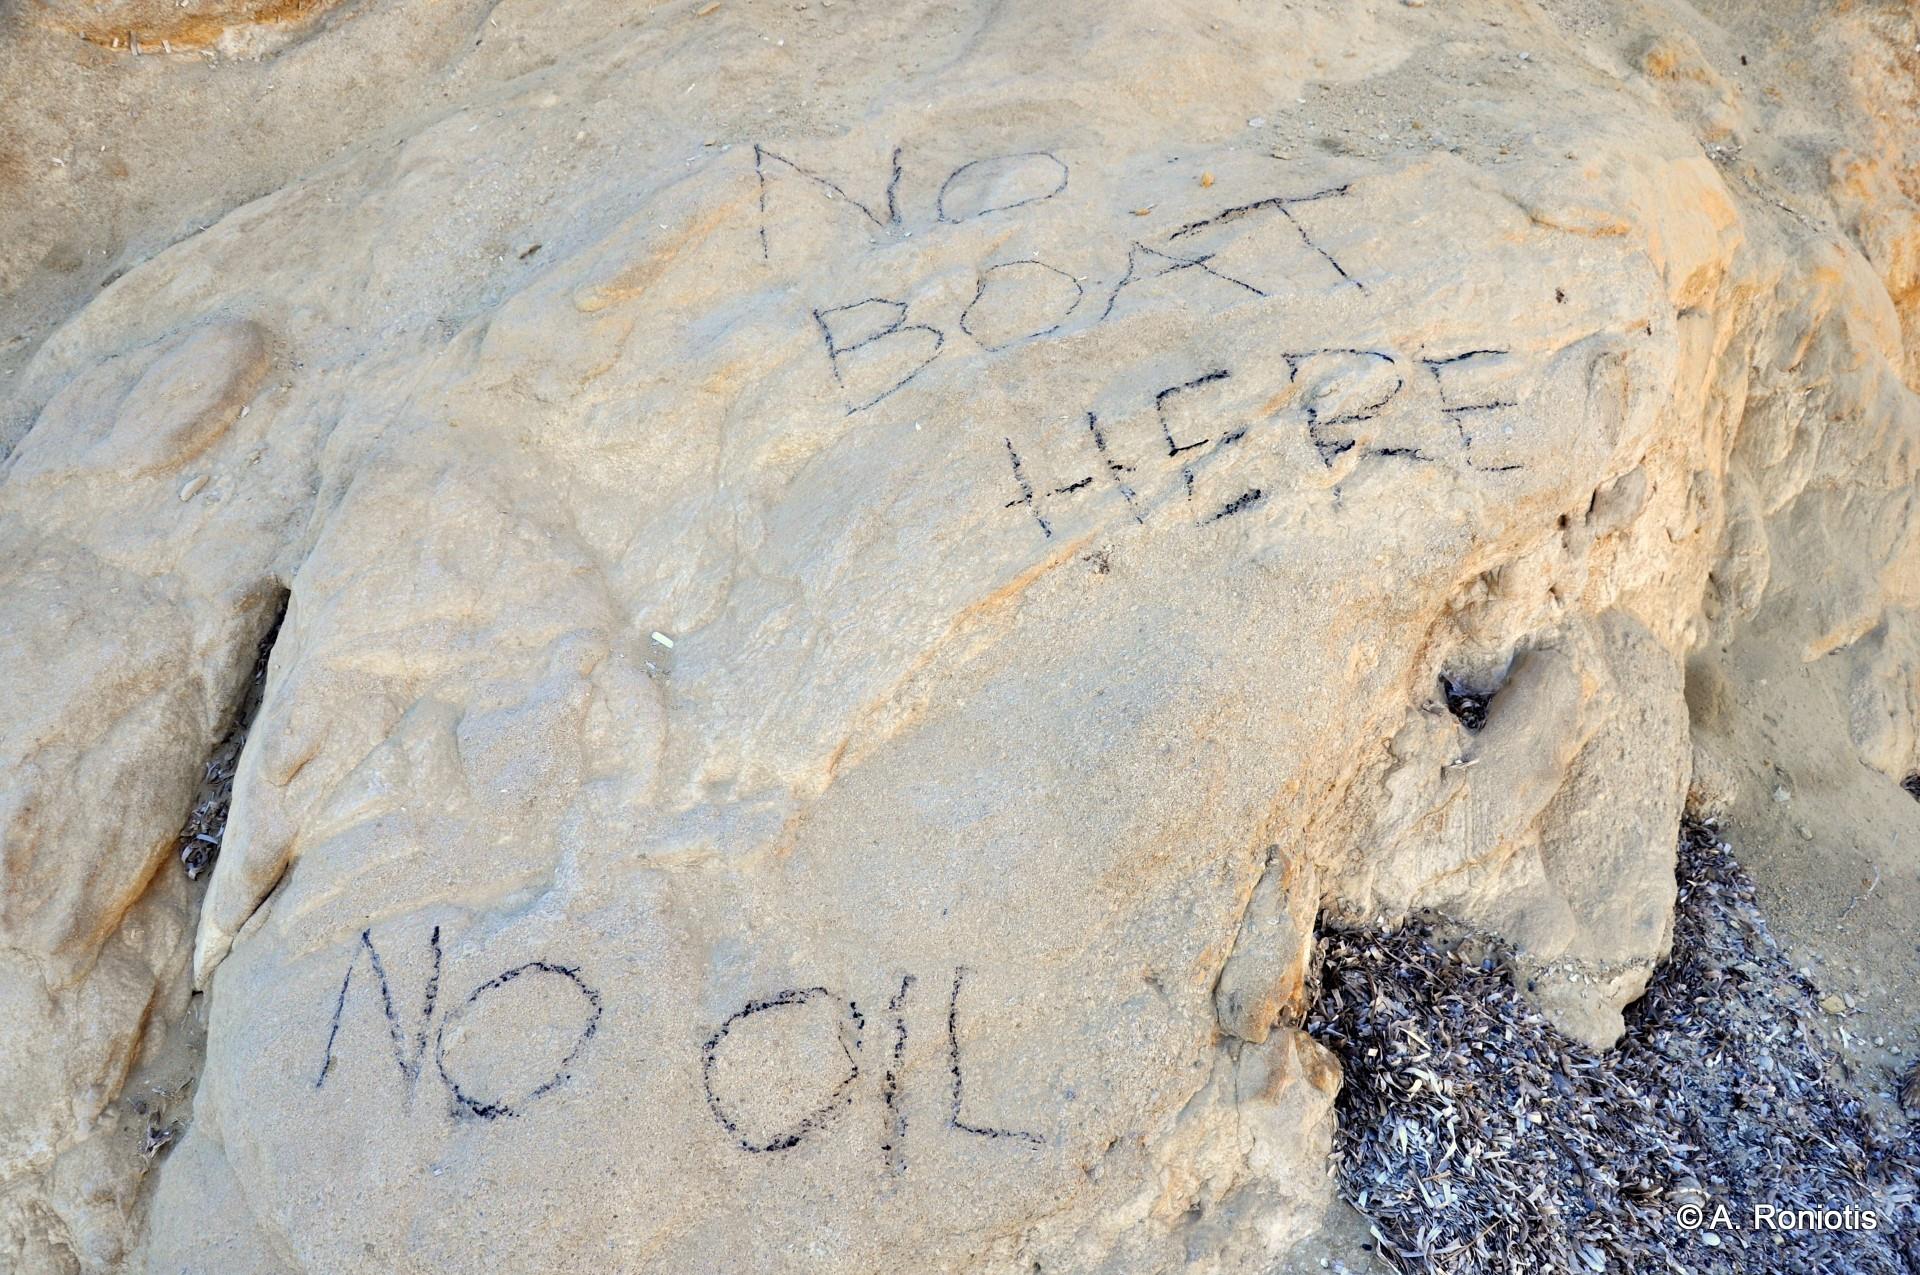 NO
BOAT
HERE
NO OIL
© A. Roniotis